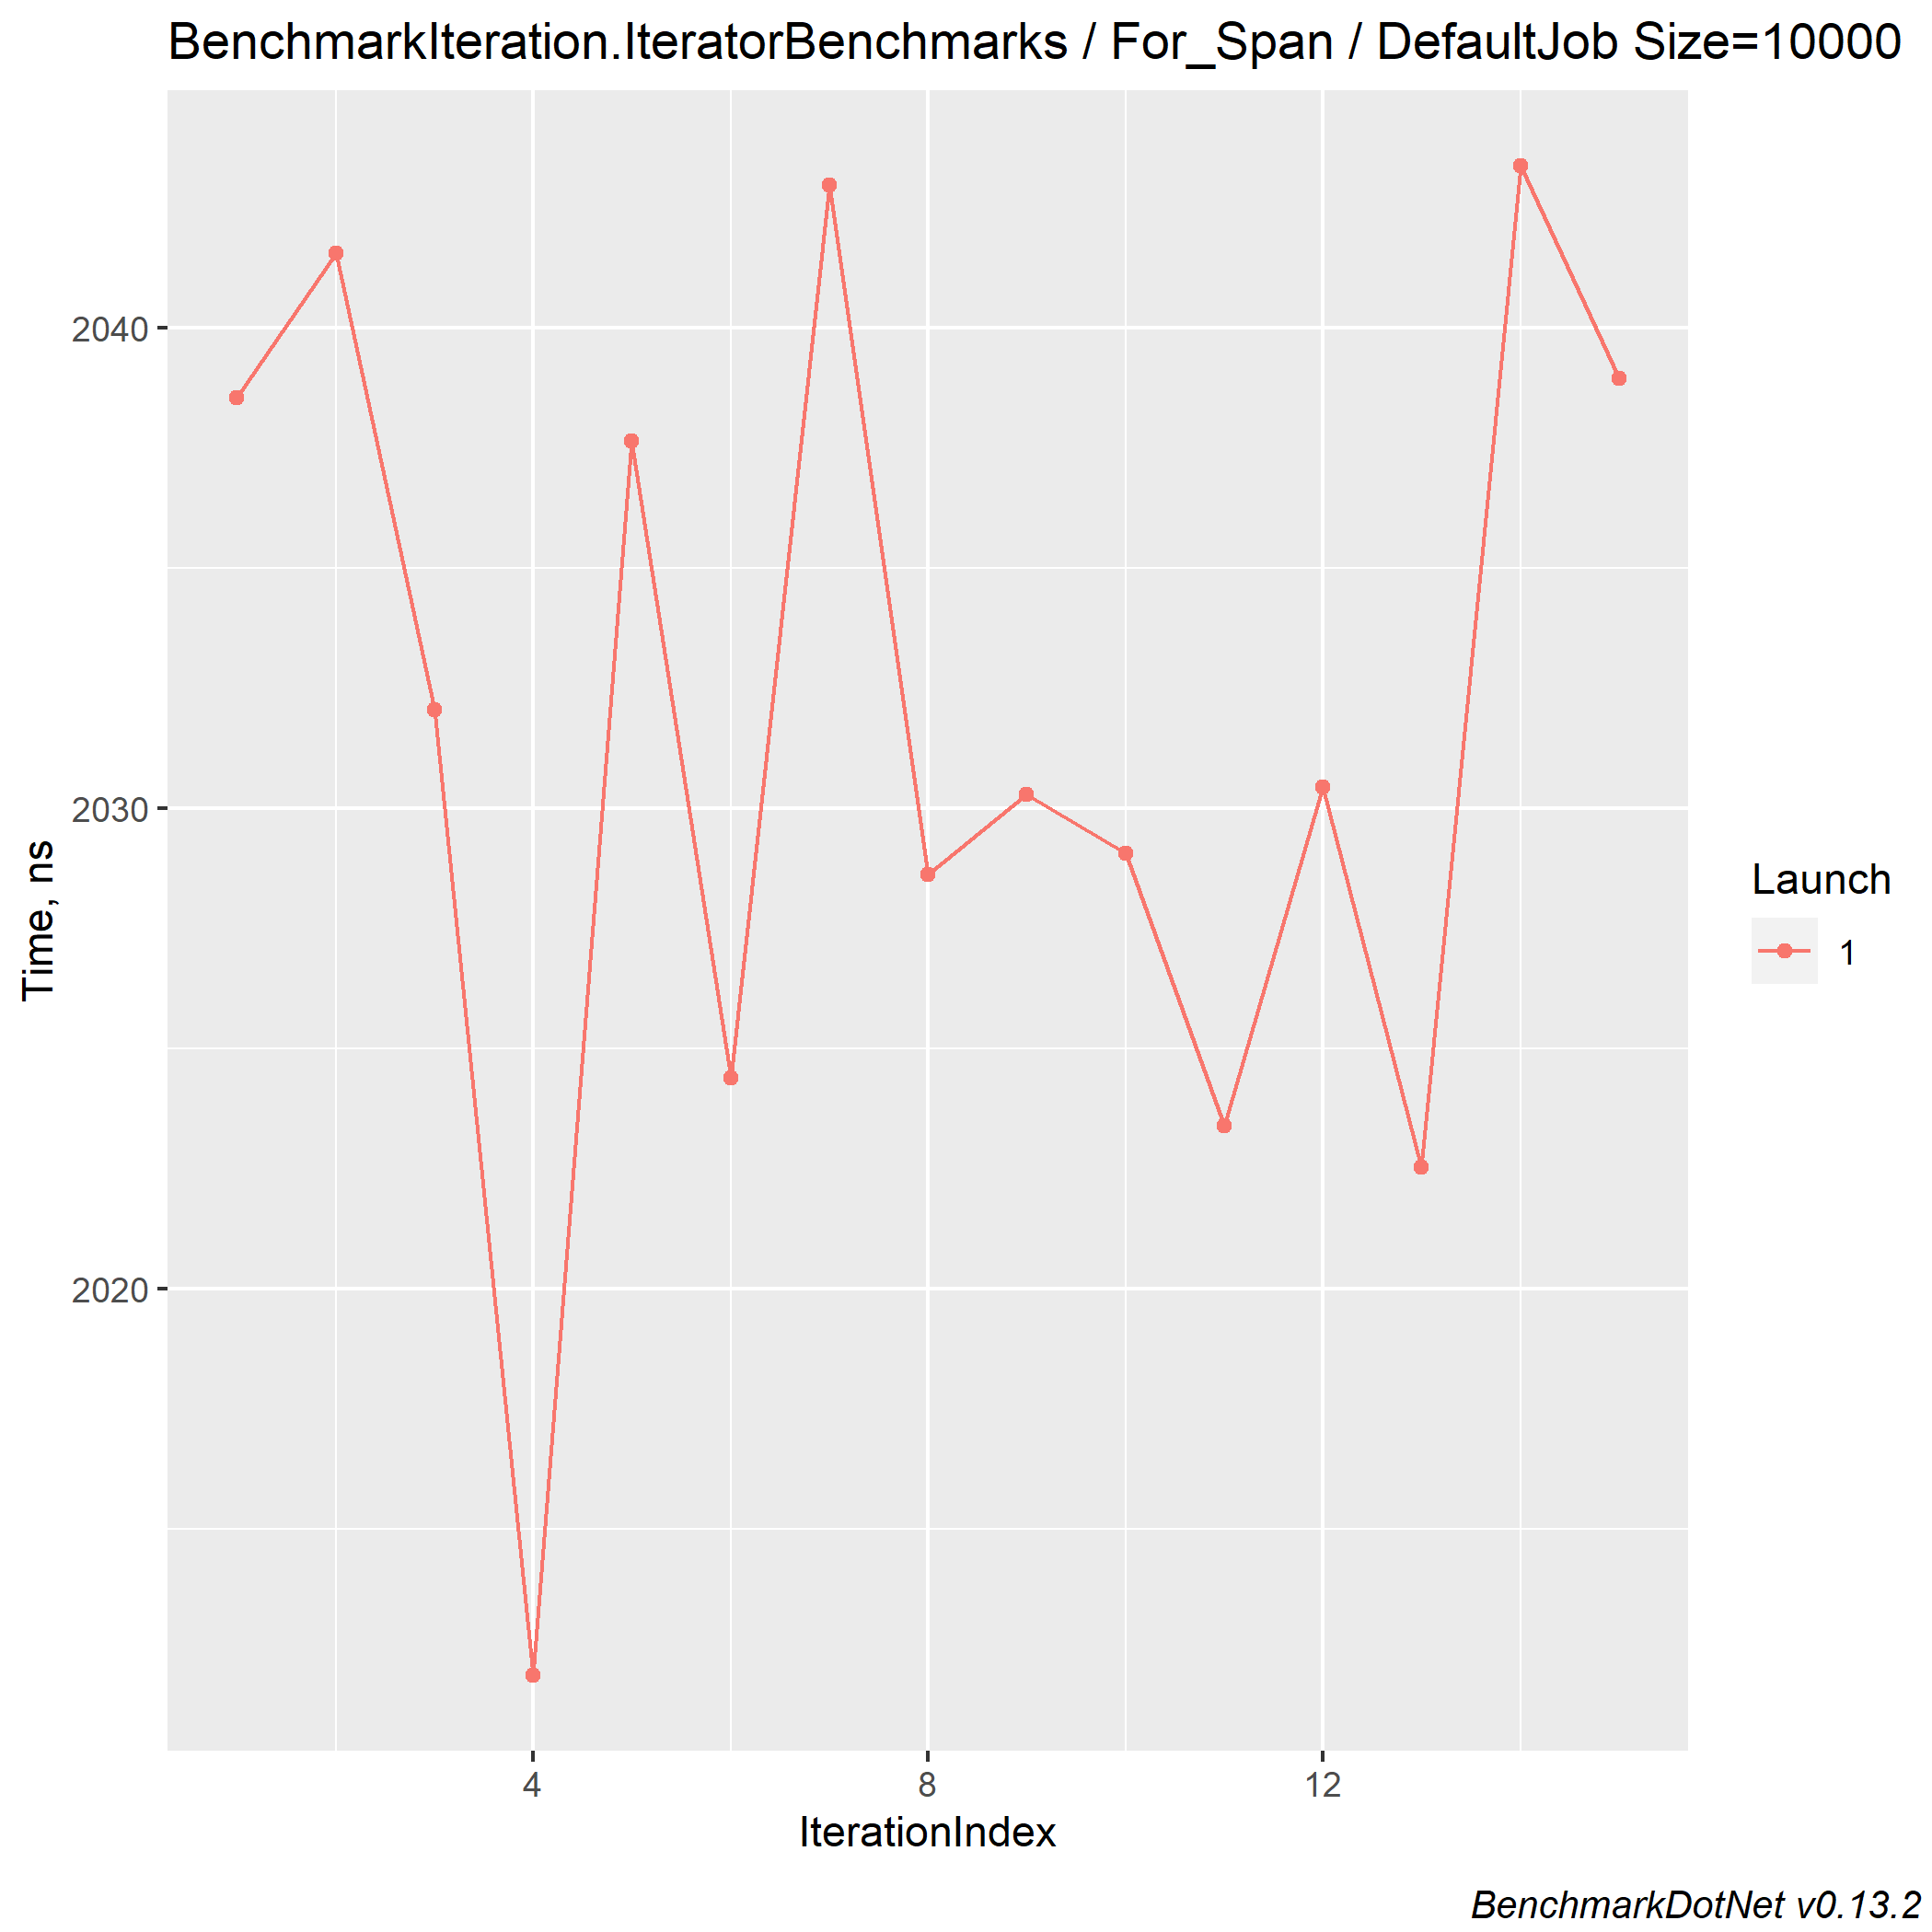 BenchmarkIteration.IteratorBenchmarks / For_Span / DefaultJob Size=10000
2040
2030
2020
Time, ns
4 8 12
IterationIndex
Launch
1
BenchmarkDotNet v0.13.2